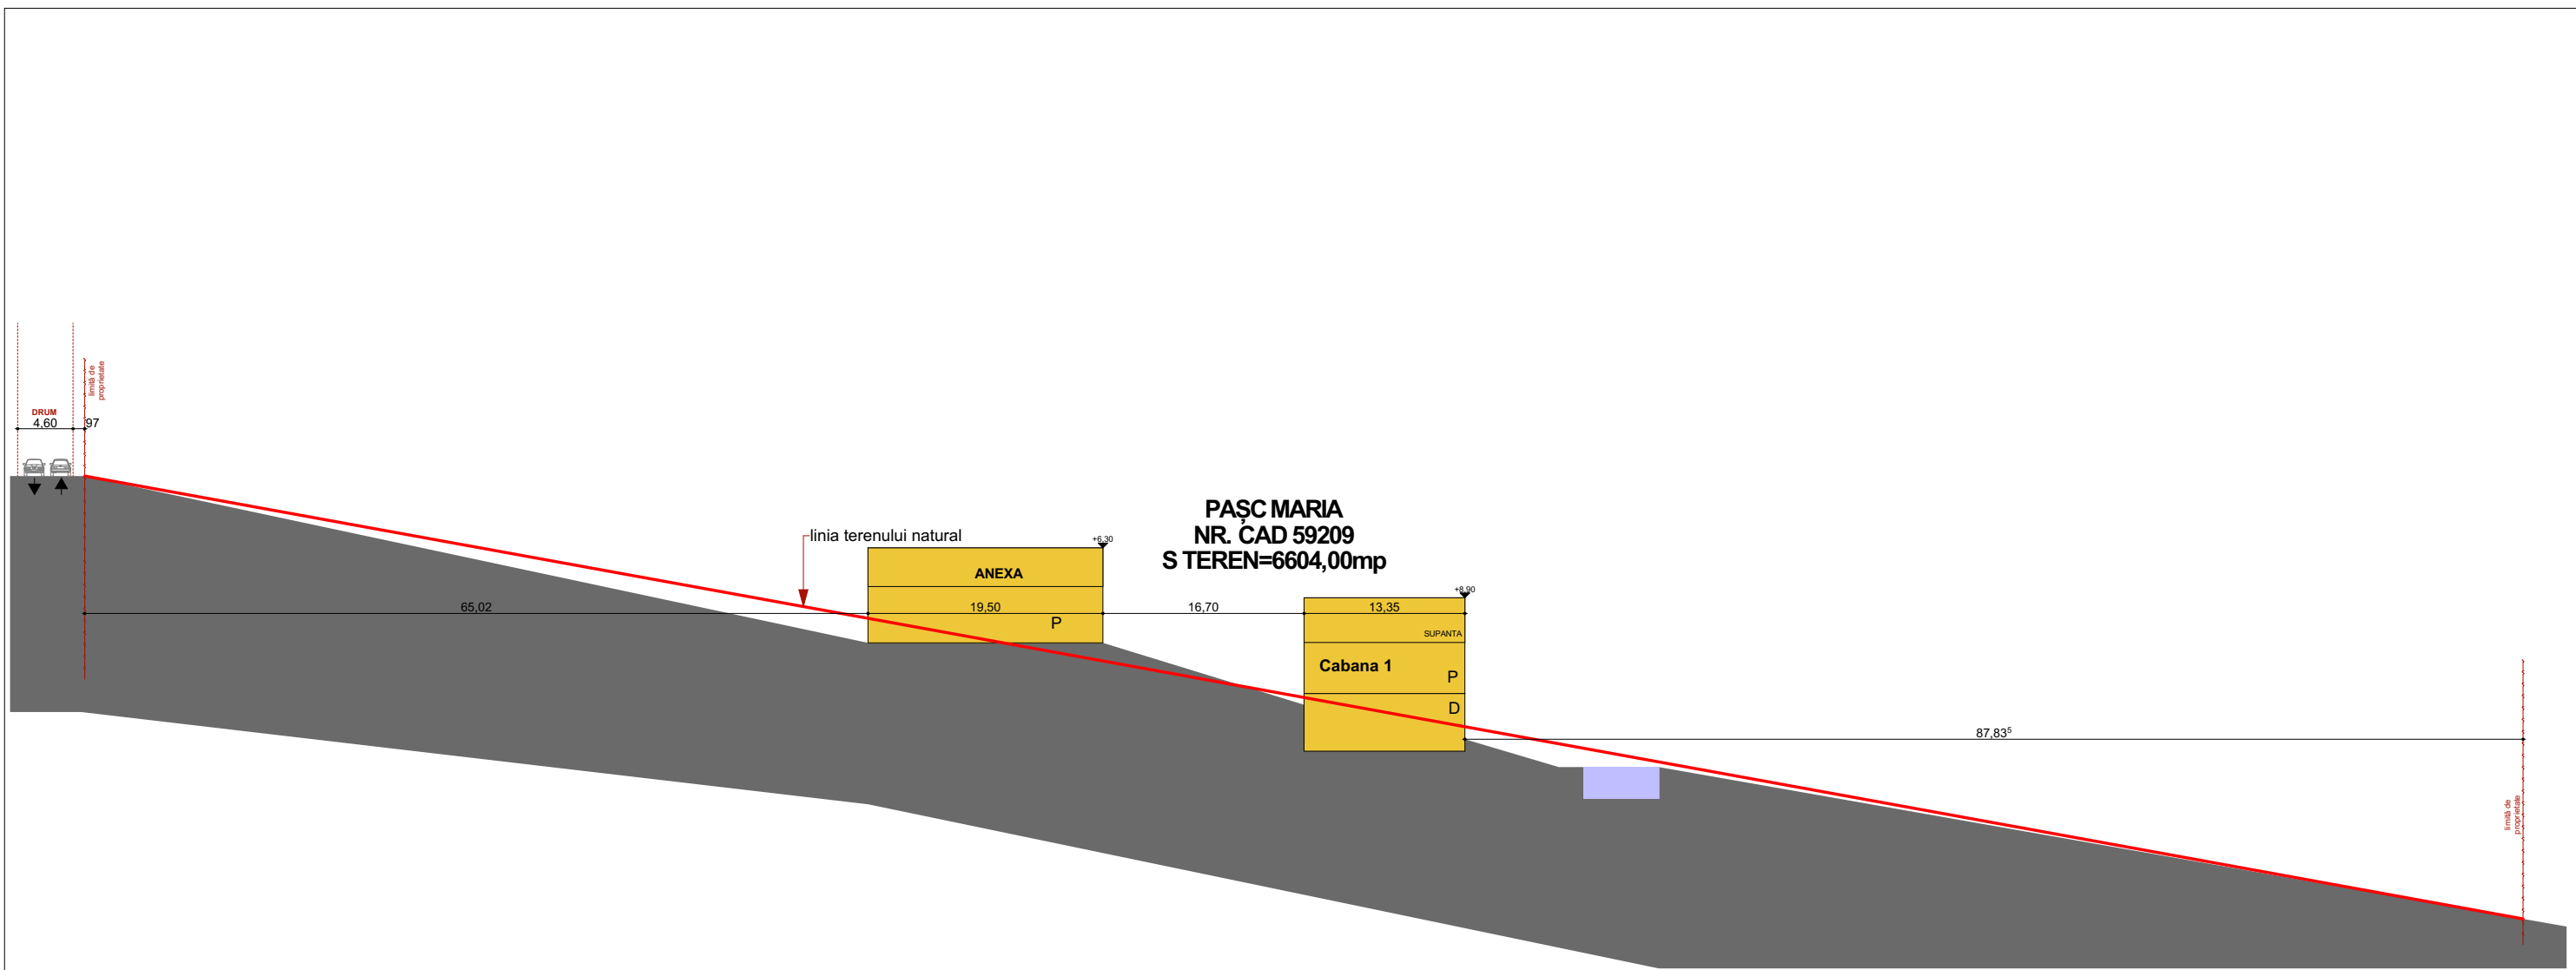 limită de
proprietate
DRUM
4,60
97
PAȘC MARIA
NR. CAD 59209
S TEREN=6604,00mp
linia terenului natural
+6,30
ANEXA
+8,90
65,02
19,50
16,70
13,35
P
SUPANTA
Cabana 1
P
D
87,83⁵
limită de
proprietate